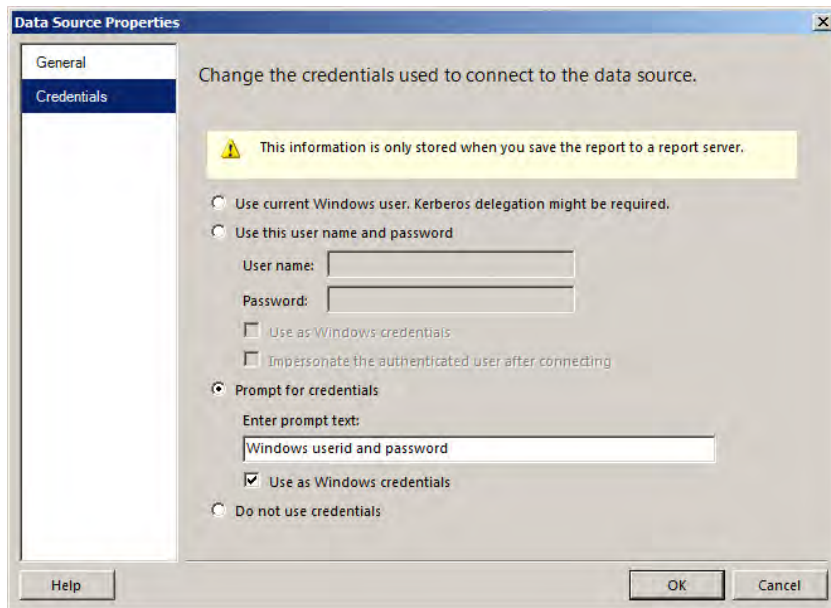 Data Source Properties
General
Credentials
Change the credentials used to connect to the data source.
This information is only stored when you save the report to a report server.
Use current Windows user. Kerberos delegation might be required.
Use this user name and password
User name:
Password:
Use as Windows credentials
Impersonate the authenticated user after connecting
Prompt for credentials
Enter prompt text:
Windows userid and password
Use as Windows credentials
Do not use credentials
Help
OK
Cancel